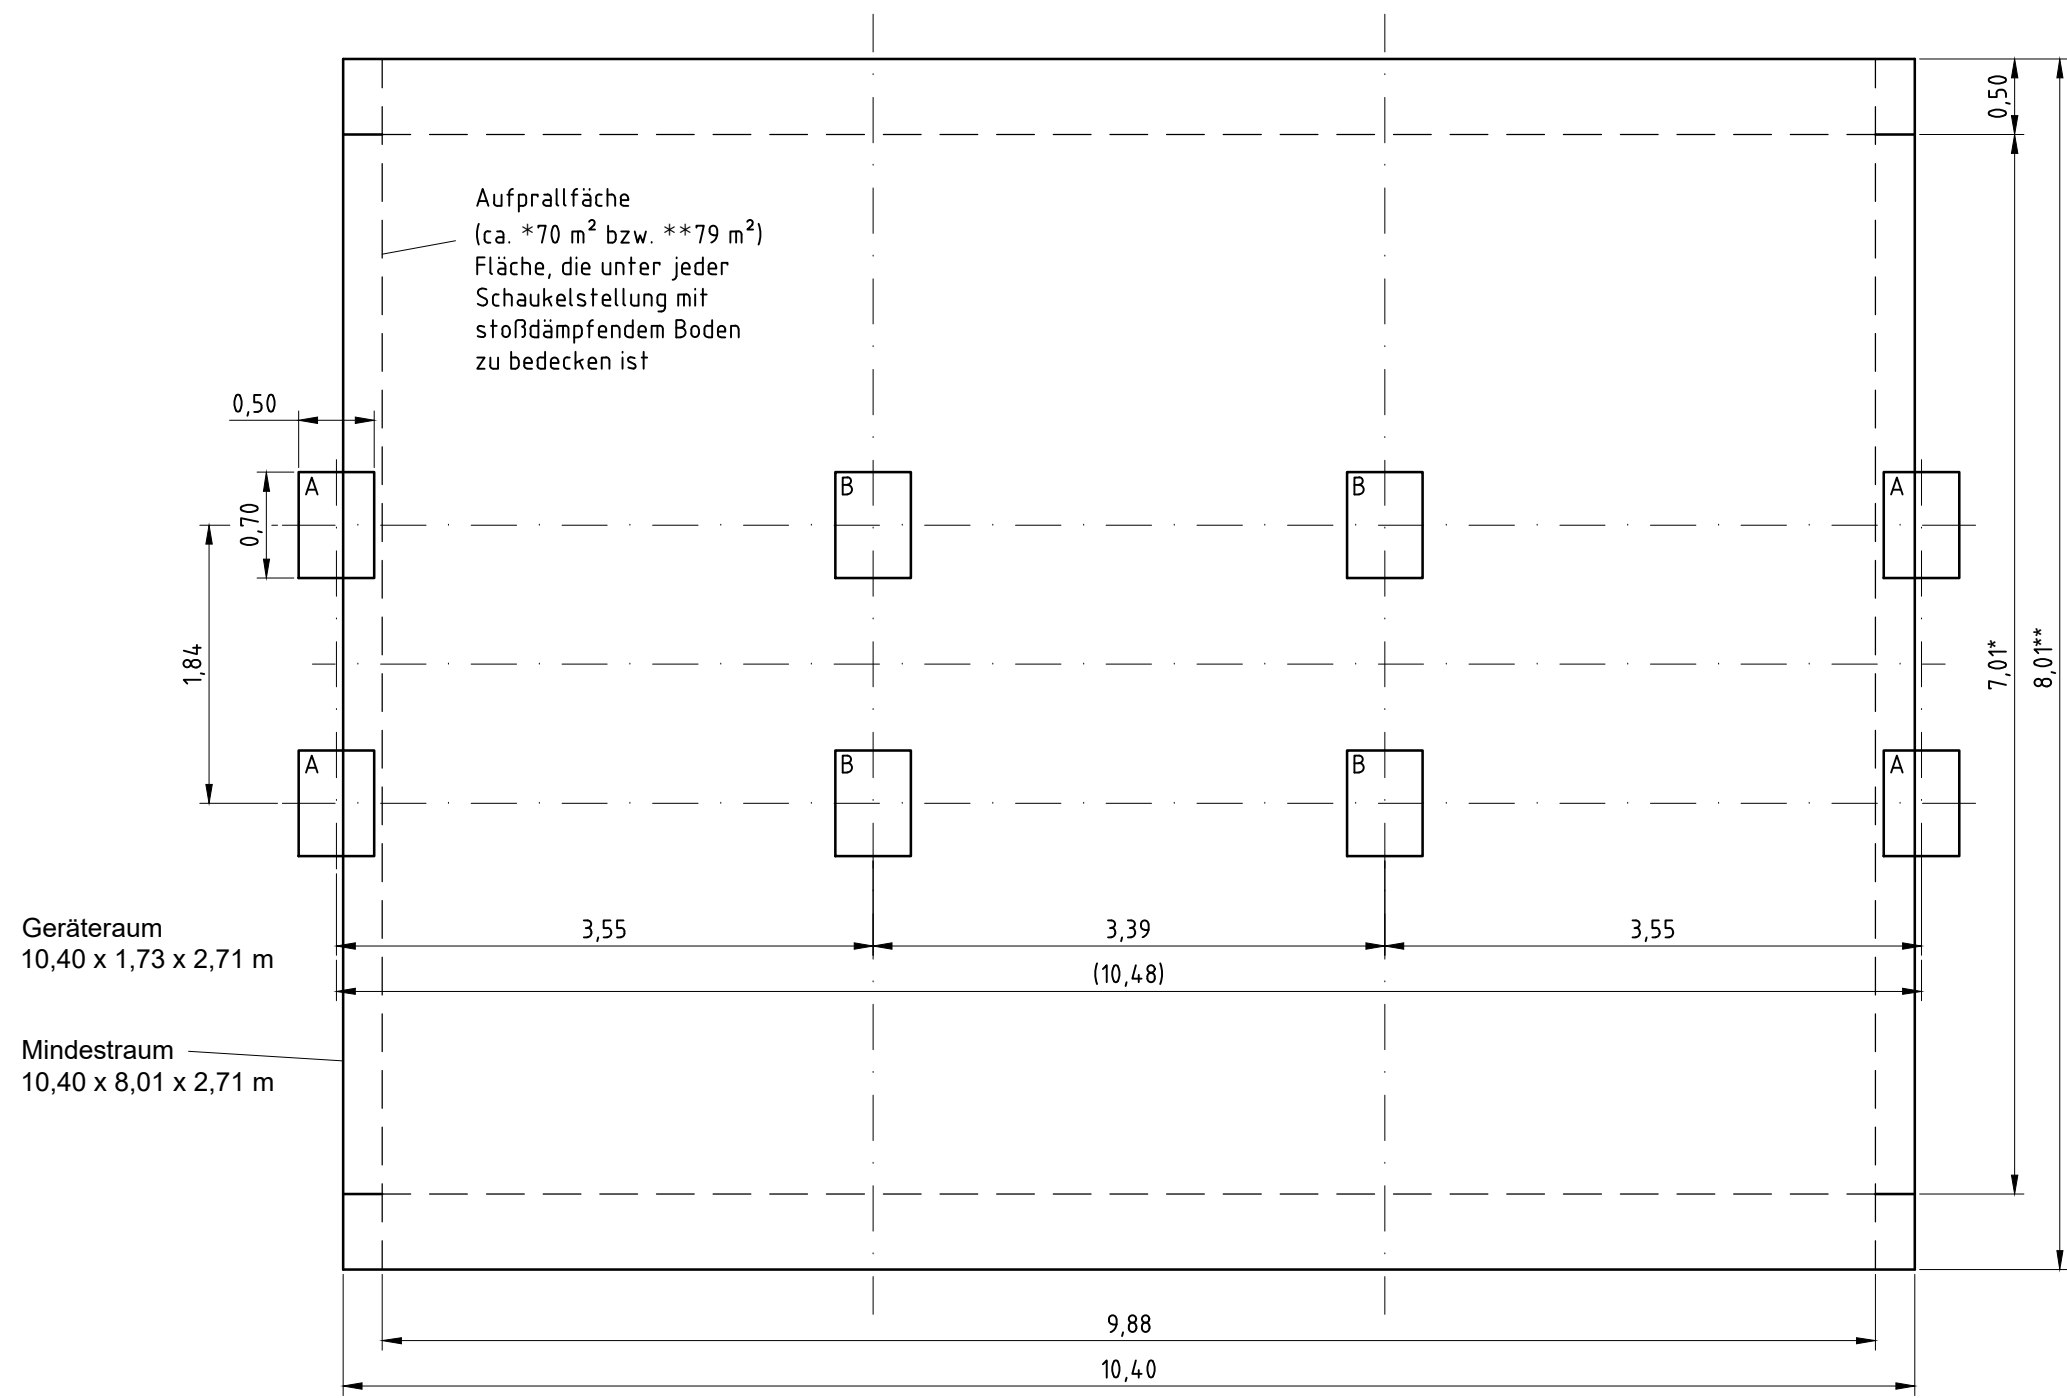 0,50
Aufprallfäche
(ca. *70 m² bzw. **79 m²)
Fläche, die unter jeder
Schaukelstellung mit
stoßdämpfendem Boden
zu bedecken ist
0,50
A
B
B
A
0,70
1,84
7,01*
8,01**
A
B
B
A
Geräteraum
10,40 x 1,73 x 2,71 m
3,55
3,39
3,55
(10,48)
Mindestraum
10,40 x 8,01 x 2,71 m
9,88
10,40